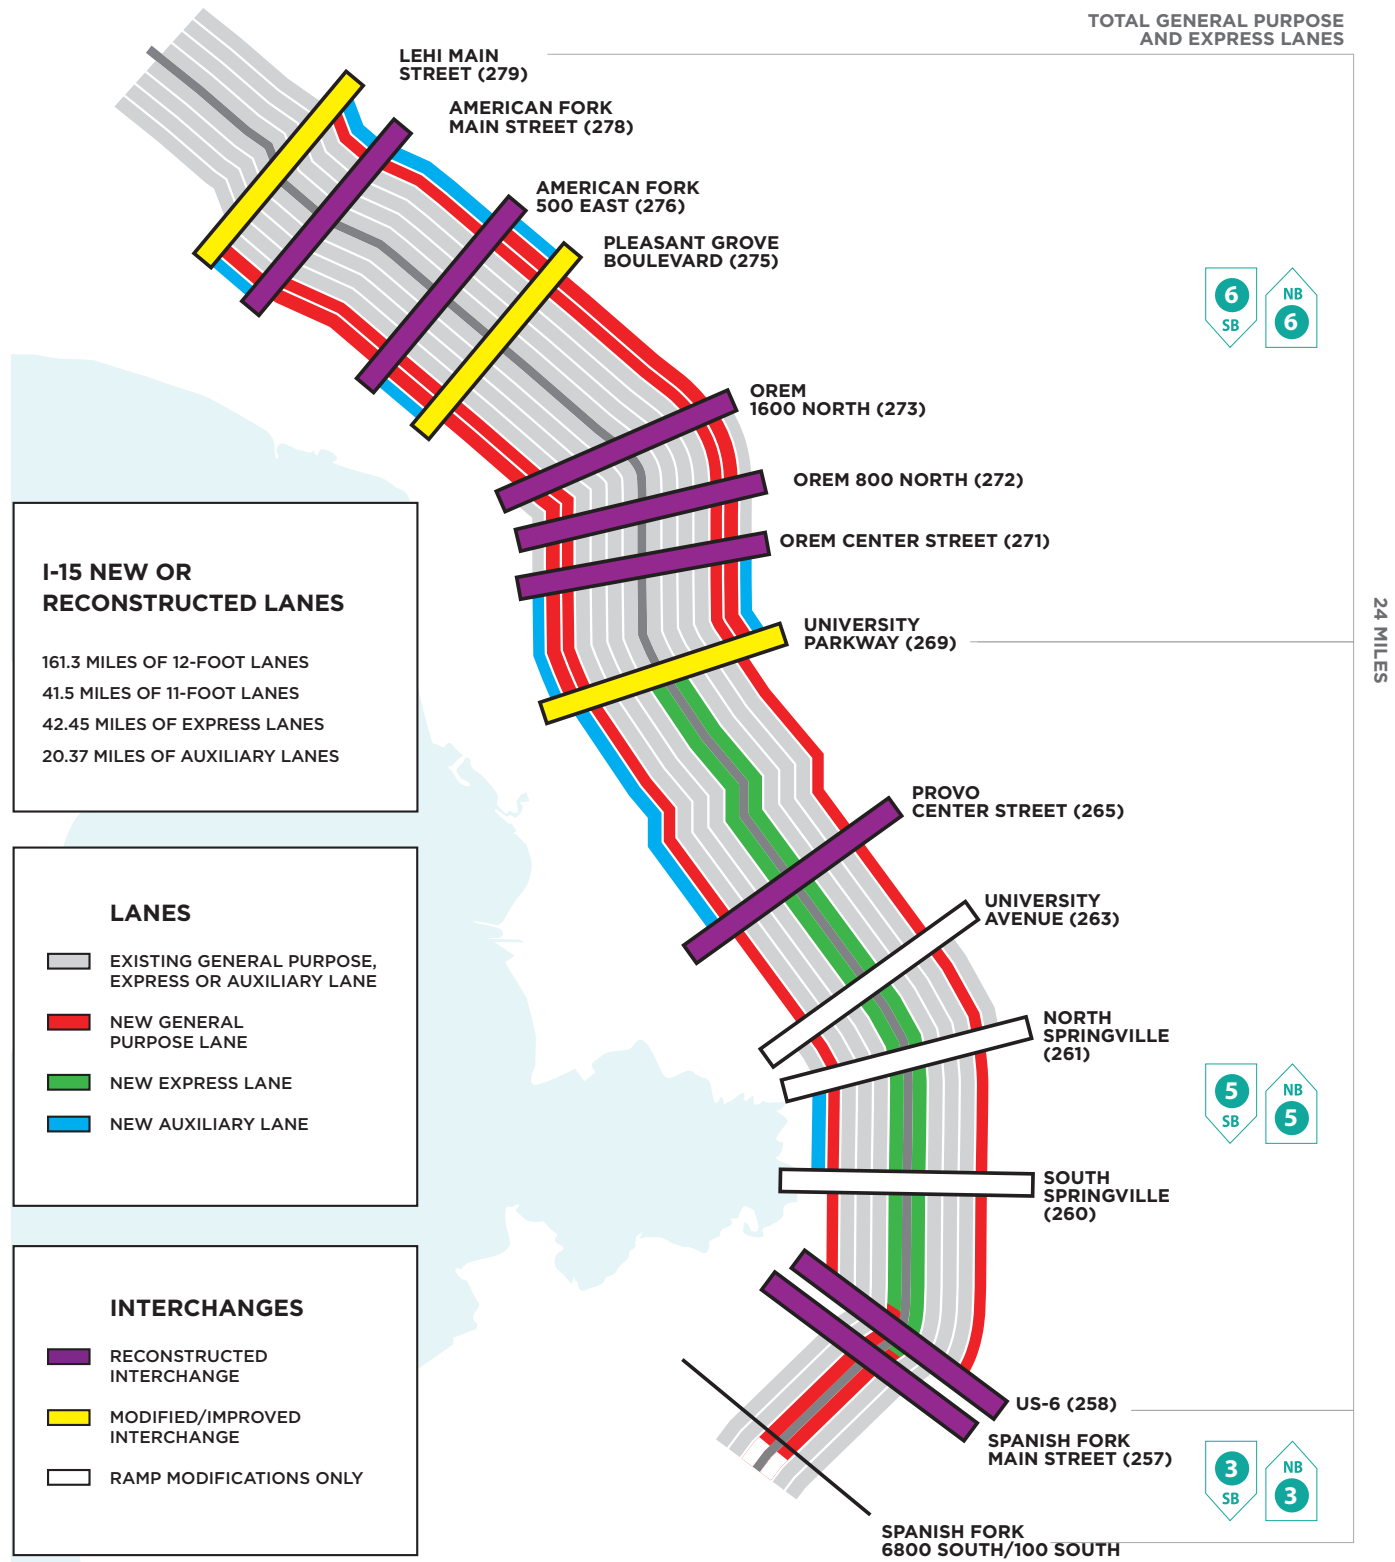 TOTAL GENERAL PURPOSE
AND EXPRESS LANES
LEHI MAIN
STREET (279)
AMERICAN FORK
MAIN STREET (278)
AMERICAN FORK
500 EAST (276)
PLEASANT GROVE
BOULEVARD (275)
6
SB
NB
6
OREM
1600 NORTH (273)
OREM 800 NORTH (272)
OREM CENTER STREET (271)
UNIVERSITY
PARKWAY (269)
24 MILES
I-15 NEW OR
RECONSTRUCTED LANES
161.3 MILES OF 12-FOOT LANES
41.5 MILES OF 11-FOOT LANES
42.45 MILES OF EXPRESS LANES
20.37 MILES OF AUXILIARY LANES
PROVO
CENTER STREET (265)
UNIVERSITY
AVENUE (263)
NORTH
SPRINGVILLE
(261)
5
SB
NB
5
SOUTH
SPRINGVILLE
(260)
LANES
EXISTING GENERAL PURPOSE,
EXPRESS OR AUXILIARY LANE
NEW GENERAL
PURPOSE LANE
NEW EXPRESS LANE
NEW AUXILIARY LANE
INTERCHANGES
RECONSTRUCTED
INTERCHANGE
MODIFIED/IMPROVED
INTERCHANGE
RAMP MODIFICATIONS ONLY
US-6 (258)
SPANISH FORK
MAIN STREET (257)
3
SB
NB
3
SPANISH FORK
6800 SOUTH/100 SOUTH